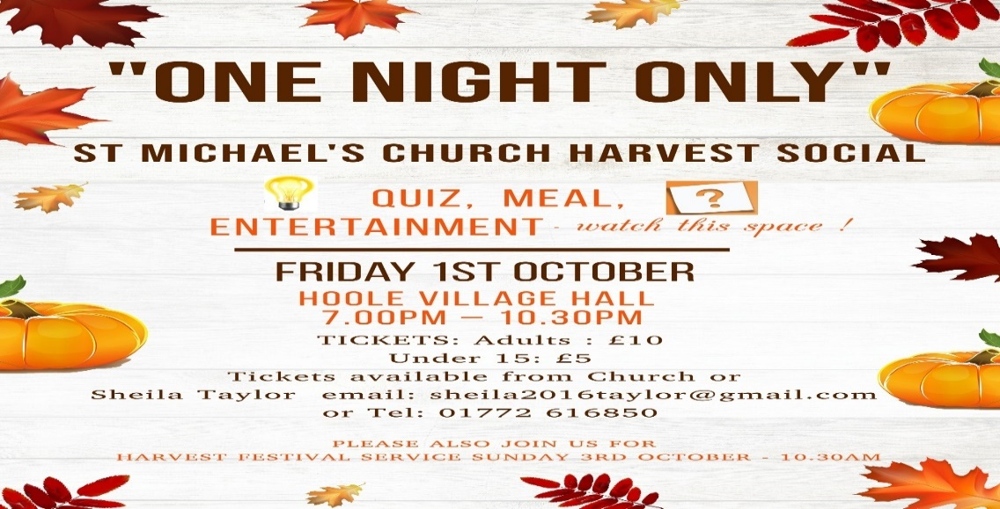 "ONE NIGHT ONLY"
ST MICHAEL'S CHURCH HARVEST SOCIAL
QUIZ, MEAL, ?
ENTERTAINMENT - watch this space !
FRIDAY 1ST OCTOBER
HOOLE VILLAGE HALL
7.00PM — 10.30PM
TICKETS: Adults : £10
Under 15: £5
Tickets available from Church or
Sheila Taylor email: sheila2016taylor@gmail.com
or Tel: 01772 616850
PLEASE ALSO JOIN US FOR
HARVEST FESTIVAL SERVICE SUNDAY 3RD OCTOBER - 10.30AM